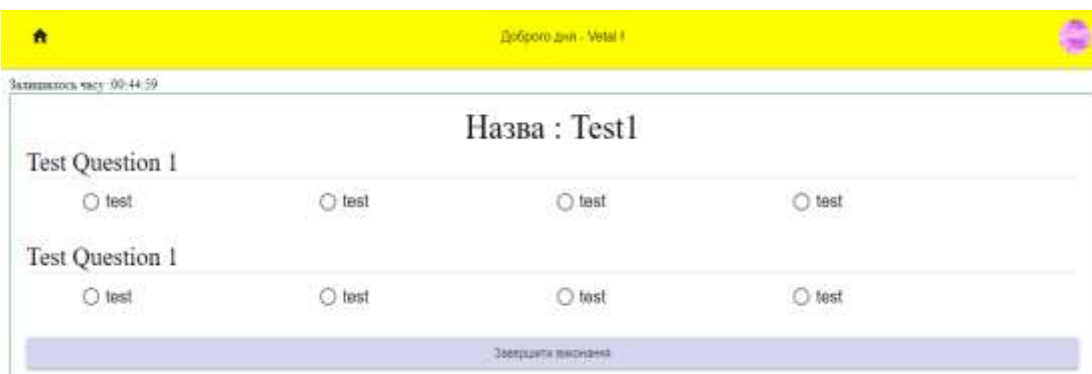 Доброго дня - Vetal !
Залишилось часу :00:44:59
Назва : Test1
Test Question 1
test test test test
Test Question 1
test test test test
Завершити виконання